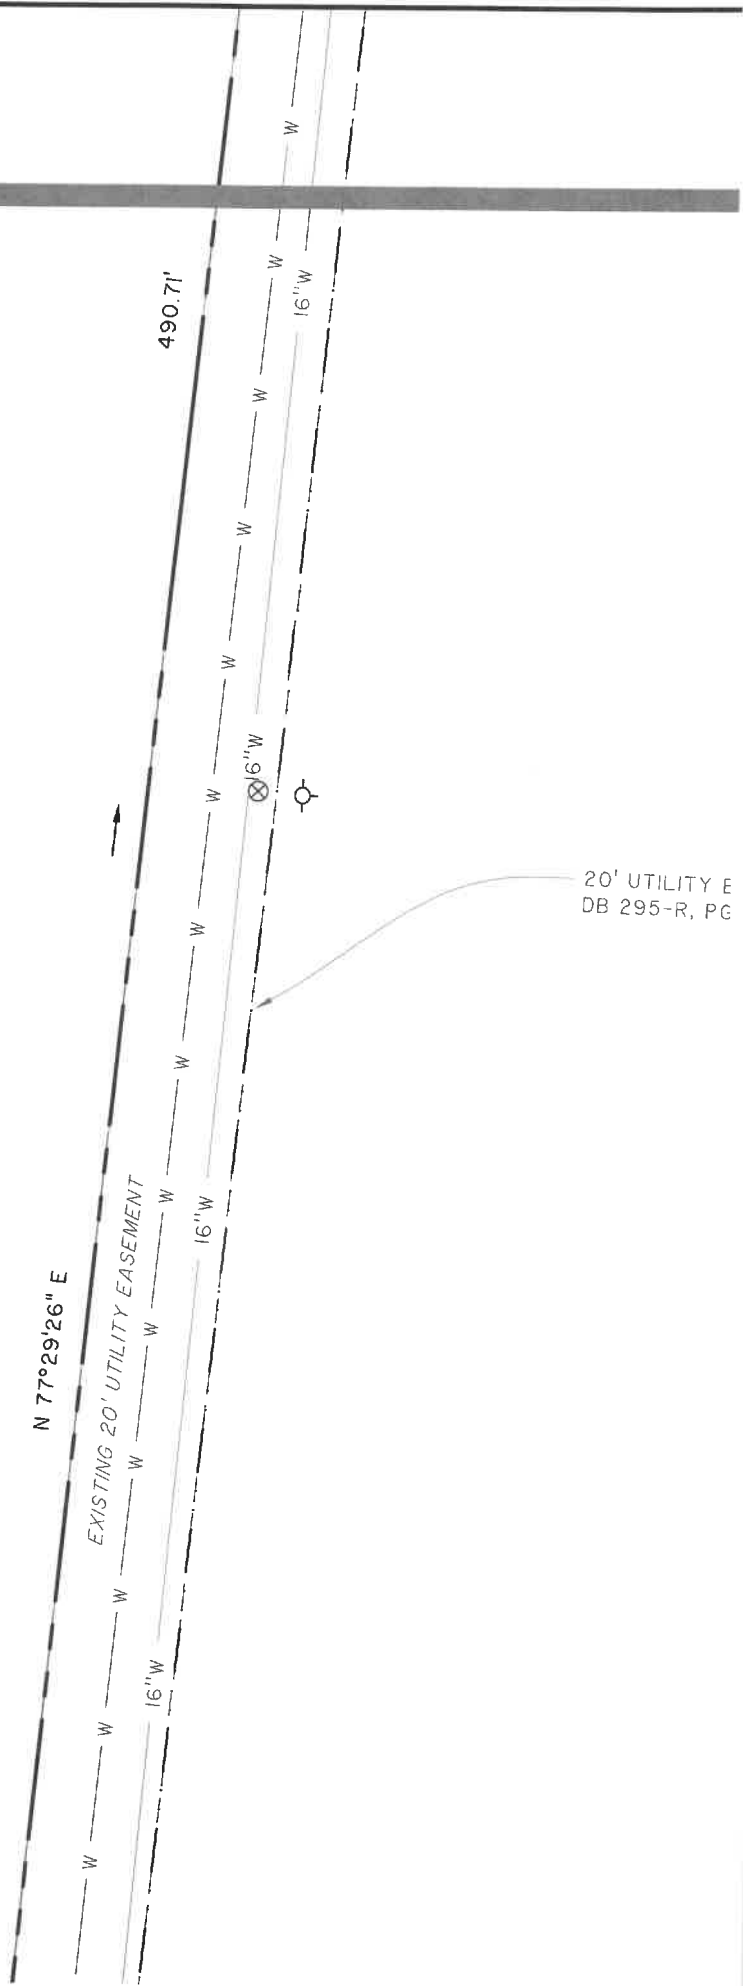 W
W
490.71'
16"W
W
W
W
16"W
W
20' UTILITY E
DB 295-R, PG
W
W
16"W
W
N 77°29'26" E
EXISTING 20' UTILITY EASEMENT
W
W
W
16"W
W
W